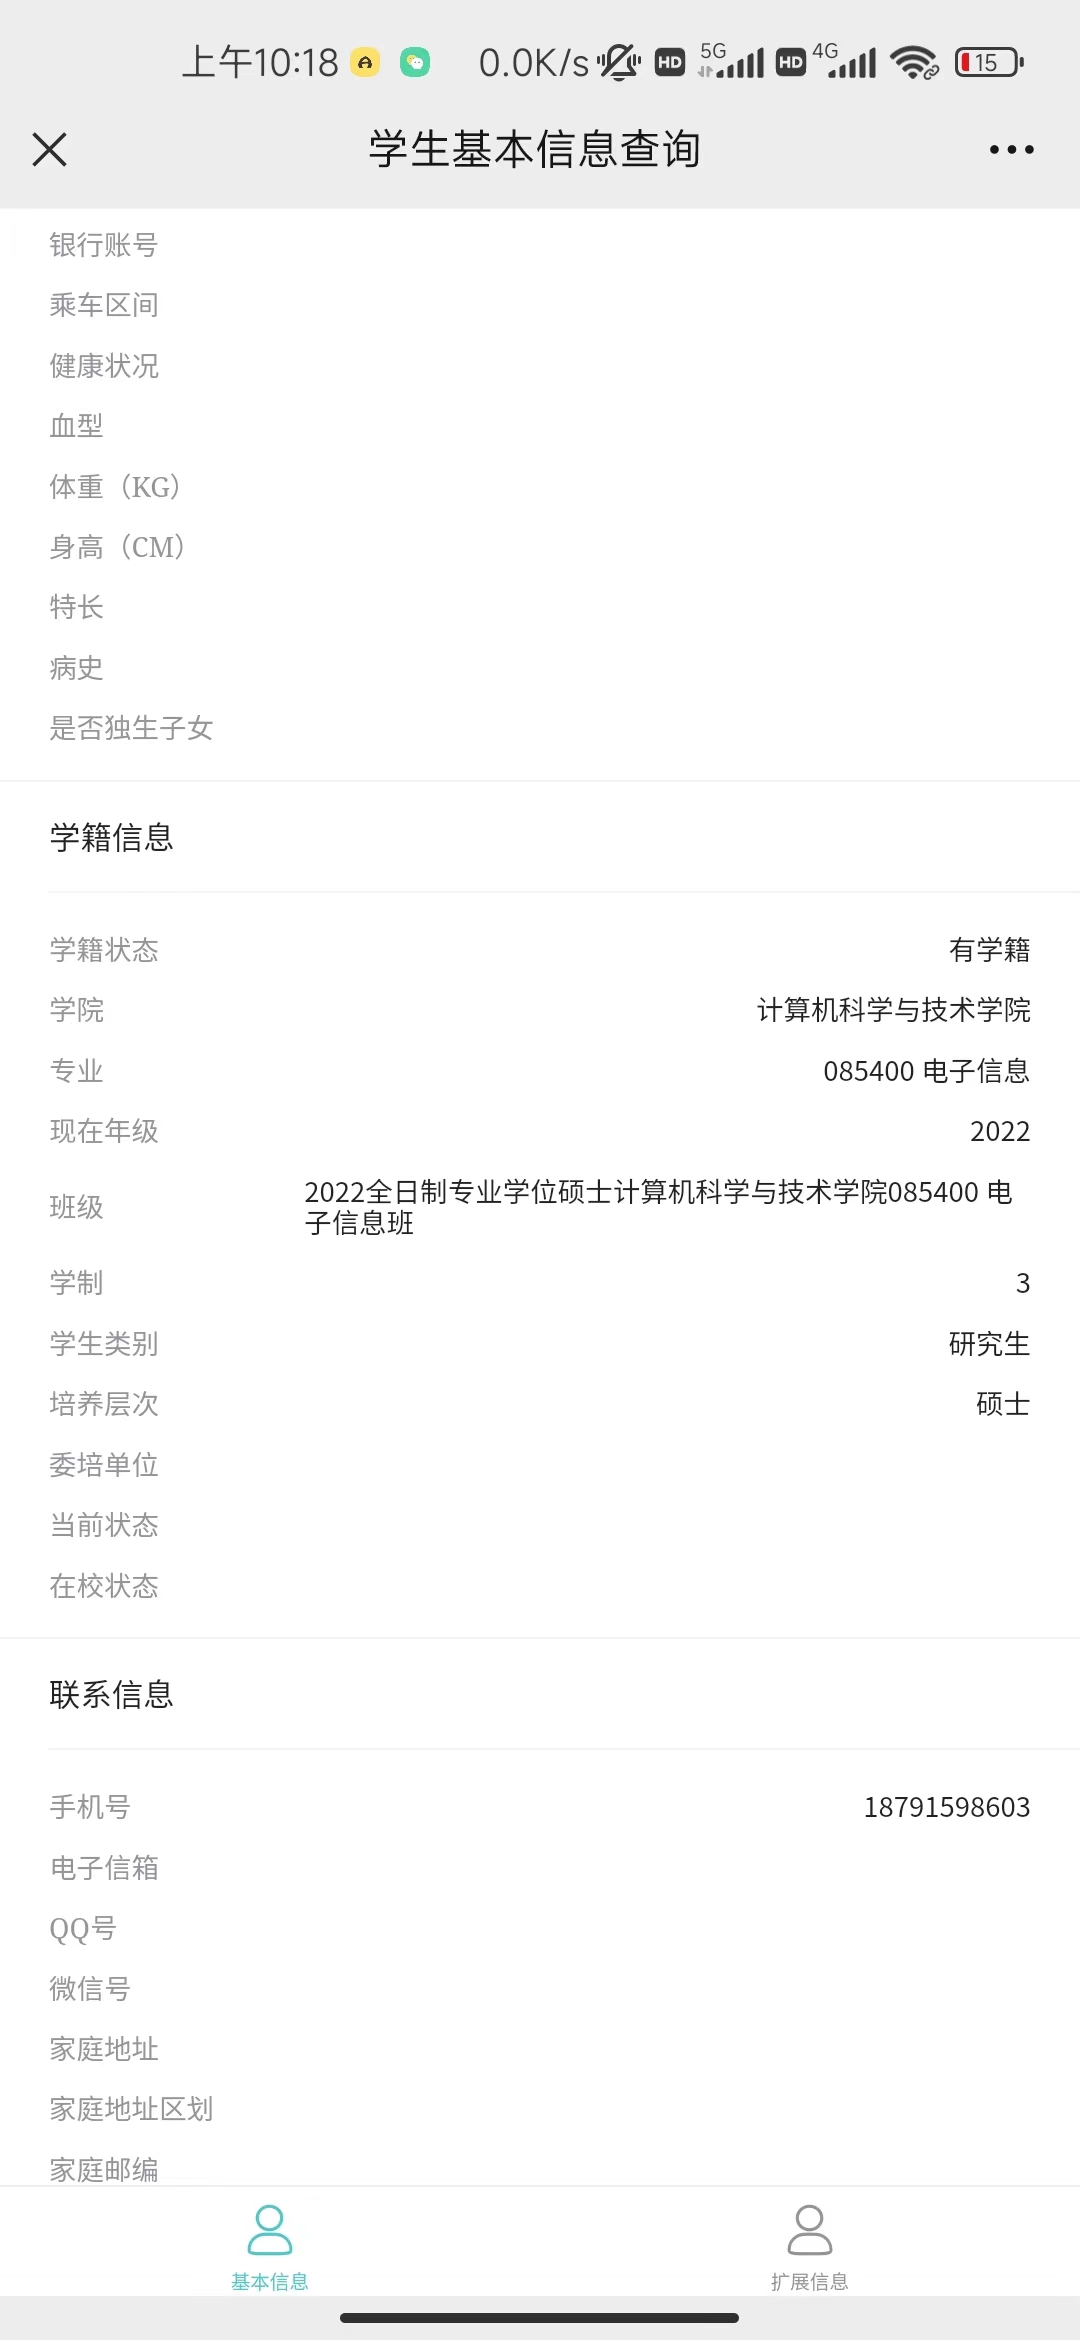 上午10:18 0.0K/s HD 5G HD 4G 15
学生基本信息查询
银行账号
乘车区间
健康状况
血型
体重（KG）
身高（CM）
特长
病史
是否独生子女
学籍信息
学籍状态 有学籍
学院 计算机科学与技术学院
专业 085400 电子信息
现在年级 2022
班级 2022全日制专业学位硕士计算机科学与技术学院085400 电
子信息班
学制 3
学生类别 研究生
培养层次 硕士
委培单位
当前状态
在校状态
联系信息
手机号 18791598603
电子信箱
QQ号
微信号
家庭地址
家庭地址区划
家庭邮编
基本信息 扩展信息